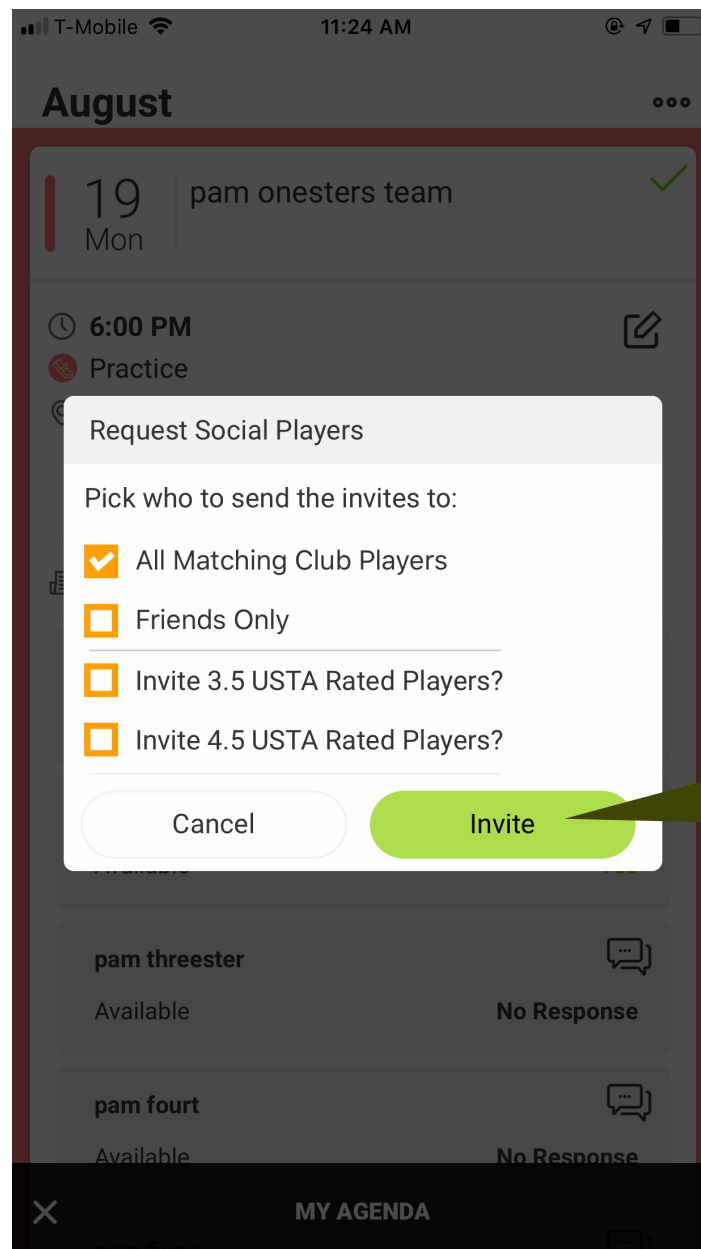 T-Mobile 11:24 AM
August
19
Mon
pam onesters team
6:00 PM
Practice
Request Social Players
Pick who to send the invites to:
All Matching Club Players
Friends Only
Invite 3.5 USTA Rated Players?
Invite 4.5 USTA Rated Players?
Cancel Invite
pam threester
Available No Response
pam fourt
Available No Response
MY AGENDA